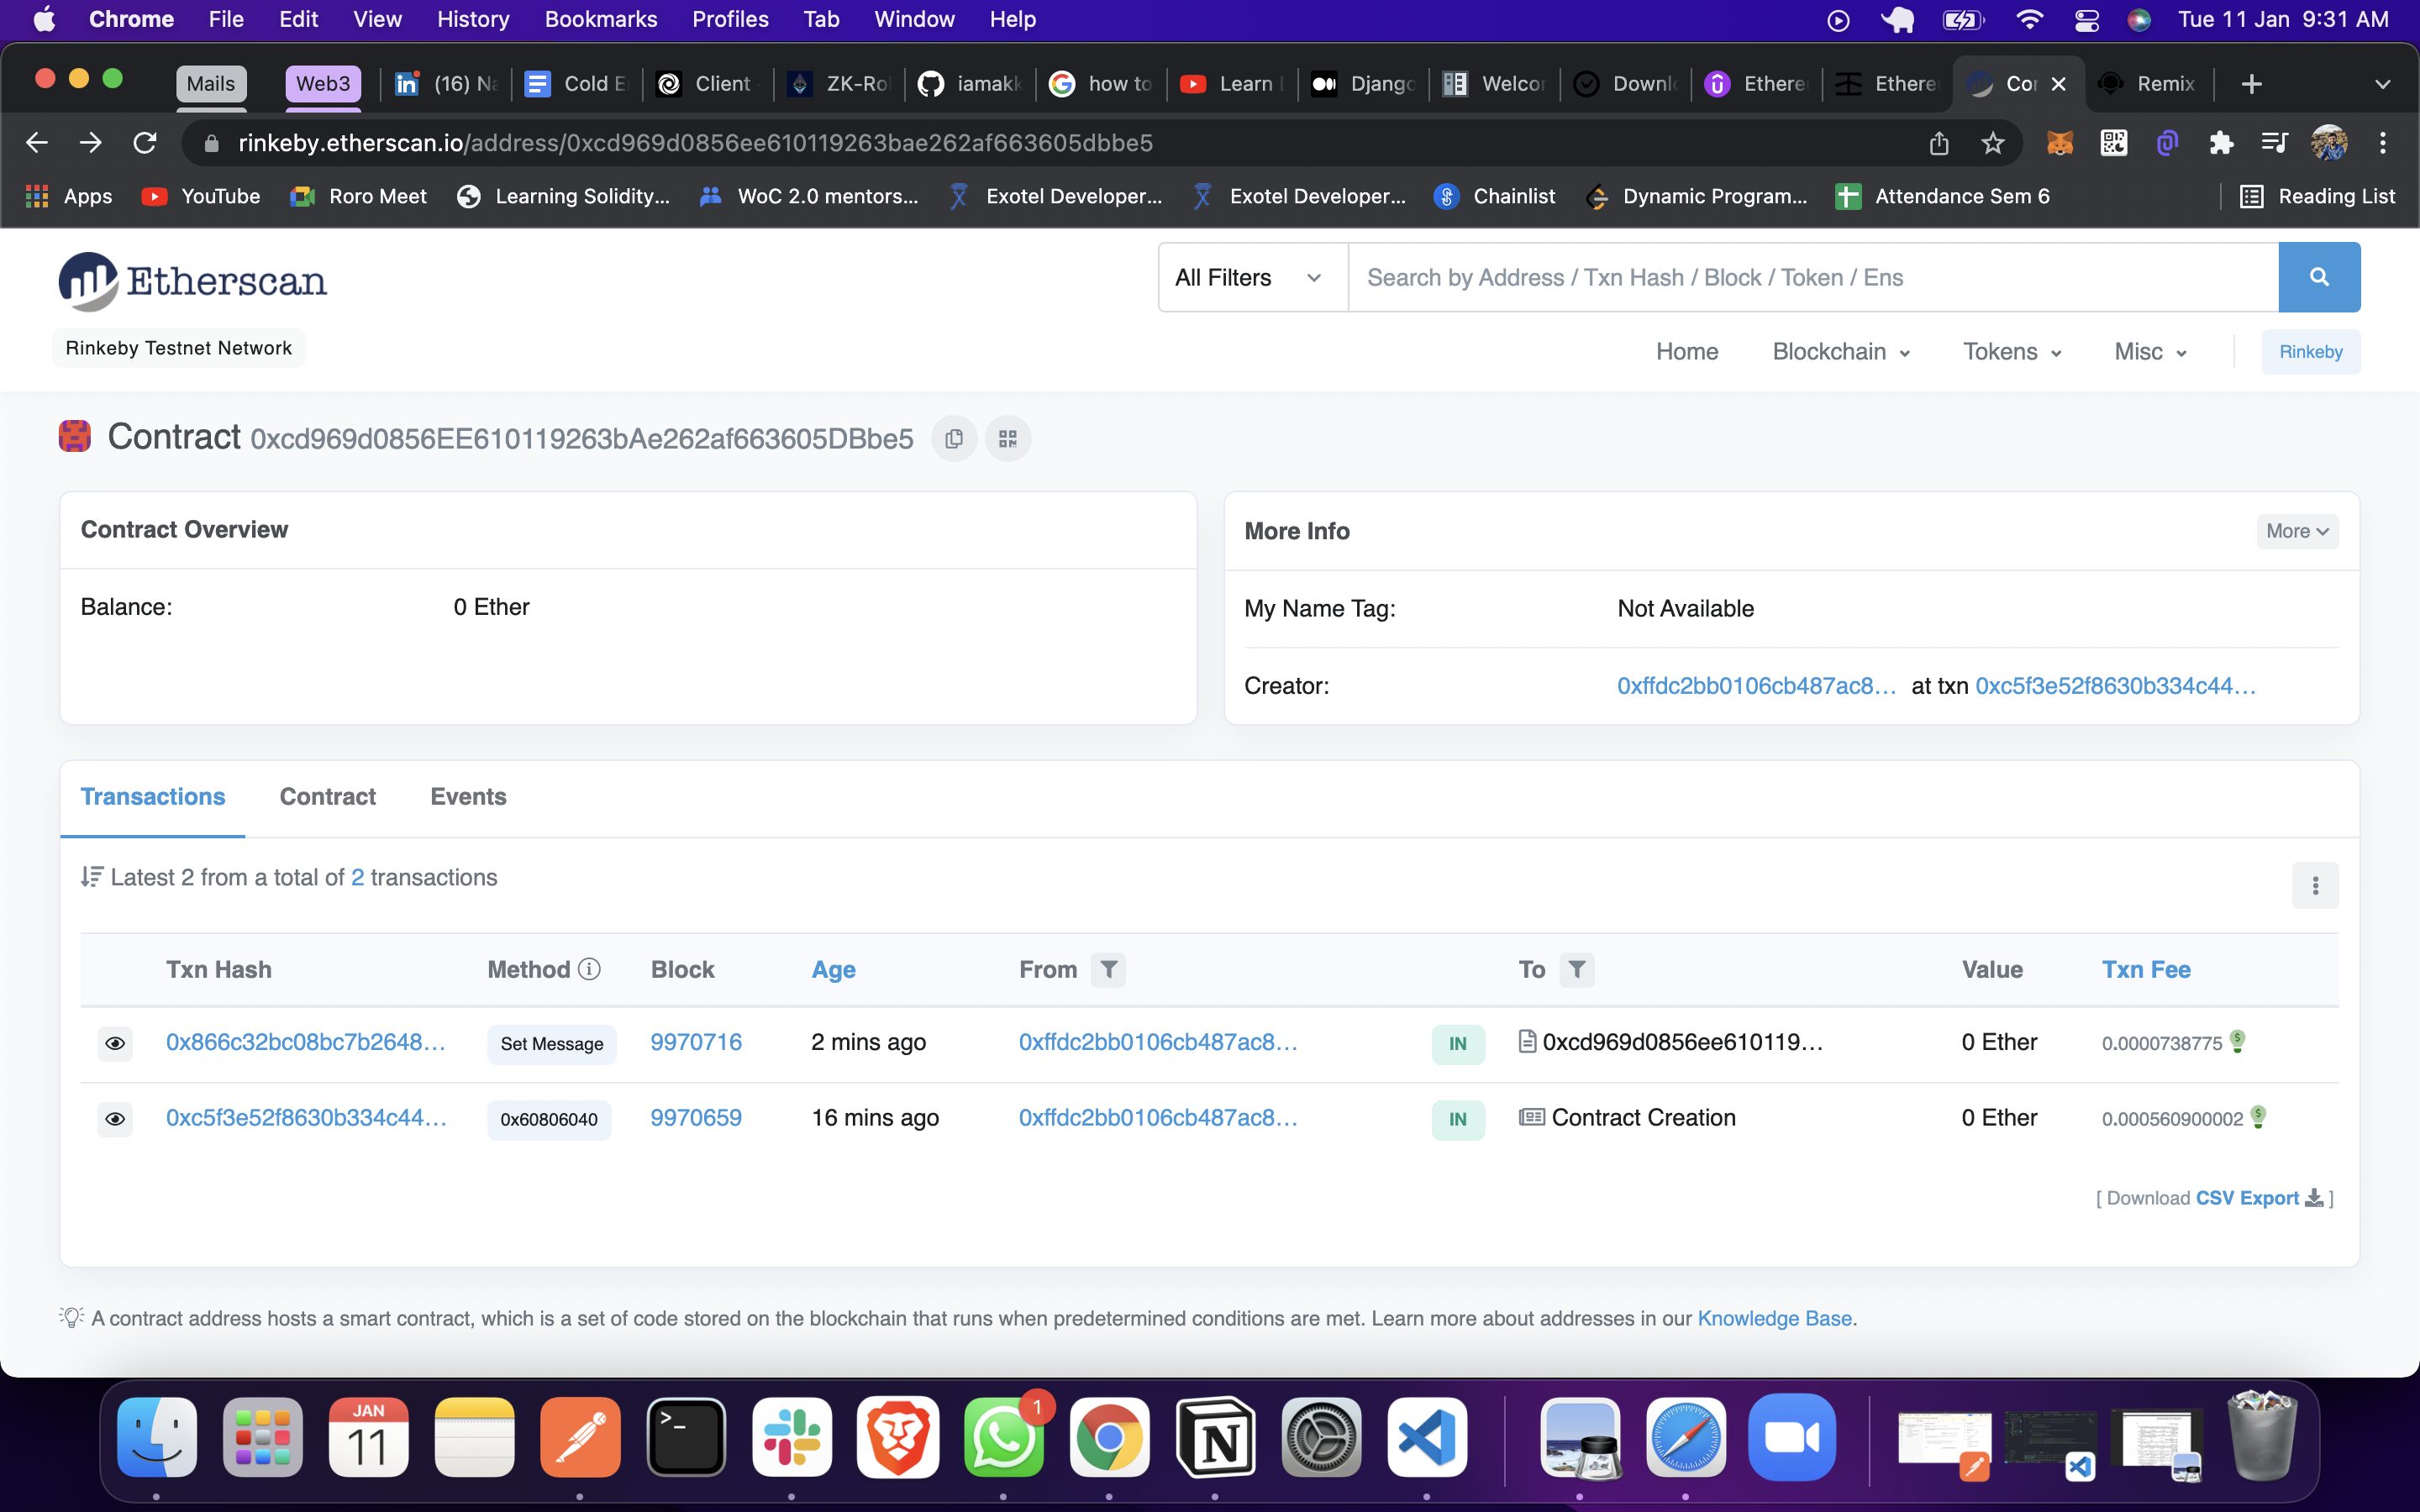 Chrome File Edit View History Bookmarks Profiles Tab Window Help Tue 11 Jan 9:31 AM
Mails Web3 (16) Na Cold E Client ZK-Rol iamakk how to Learn Django Welcor Downlo Ethere Ethere Cor Remix
rinkeby.etherscan.io/address/0xcd969d0856ee610119263bae262af663605dbbe5
Apps YouTube Roro Meet Learning Solidity... WoC 2.0 mentors... Exotel Developer... Exotel Developer... Chainlist Dynamic Program... Attendance Sem 6 Reading List
Etherscan
All Filters Search by Address / Txn Hash / Block / Token / Ens
Rinkeby Testnet Network
Home Blockchain Tokens Misc Rinkeby
Contract 0xcd969d0856EE610119263bAe262af663605DBbe5
Contract Overview
Balance: 0 Ether
More Info More
My Name Tag: Not Available
Creator: 0xffdc2bb0106cb487ac8... at txn 0xc5f3e52f8630b334c44...
Transactions Contract Events
Latest 2 from a total of 2 transactions
Txn Hash Method Block Age From To Value Txn Fee
0x866c32bc08bc7b2648... Set Message 9970716 2 mins ago 0xffdc2bb0106cb487ac8... IN 0xcd969d0856ee610119... 0 Ether 0.0000738775
0xc5f3e52f8630b334c44... 0x60806040 9970659 16 mins ago 0xffdc2bb0106cb487ac8... IN Contract Creation 0 Ether 0.000560900002
[ Download CSV Export ]
A contract address hosts a smart contract, which is a set of code stored on the blockchain that runs when predetermined conditions are met. Learn more about addresses in our Knowledge Base.
JAN
11
>_
1